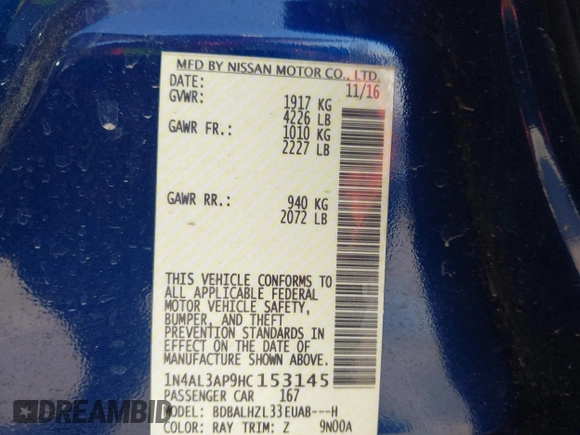 MFD BY NISSAN MOTOR CO., LTD.
DATE: 11/16
GVWR: 1917 KG
4226 LB
GAWR FR.: 1010 KG
2227 LB
GAWR RR.: 940 KG
2072 LB
THIS VEHICLE CONFORMS TO
ALL APPLICABLE FEDERAL
MOTOR VEHICLE SAFETY,
BUMPER, AND THEFT
PREVENTION STANDARDS IN
EFFECT ON THE DATE OF
MANUFACTURE SHOWN ABOVE.
1N4AL3AP9HC153145
PASSENGER CAR 167
MODEL: BDBALHZL33EUAB---H
COLOR: RAY TRIM: Z 9N00A
DIDIT.COM